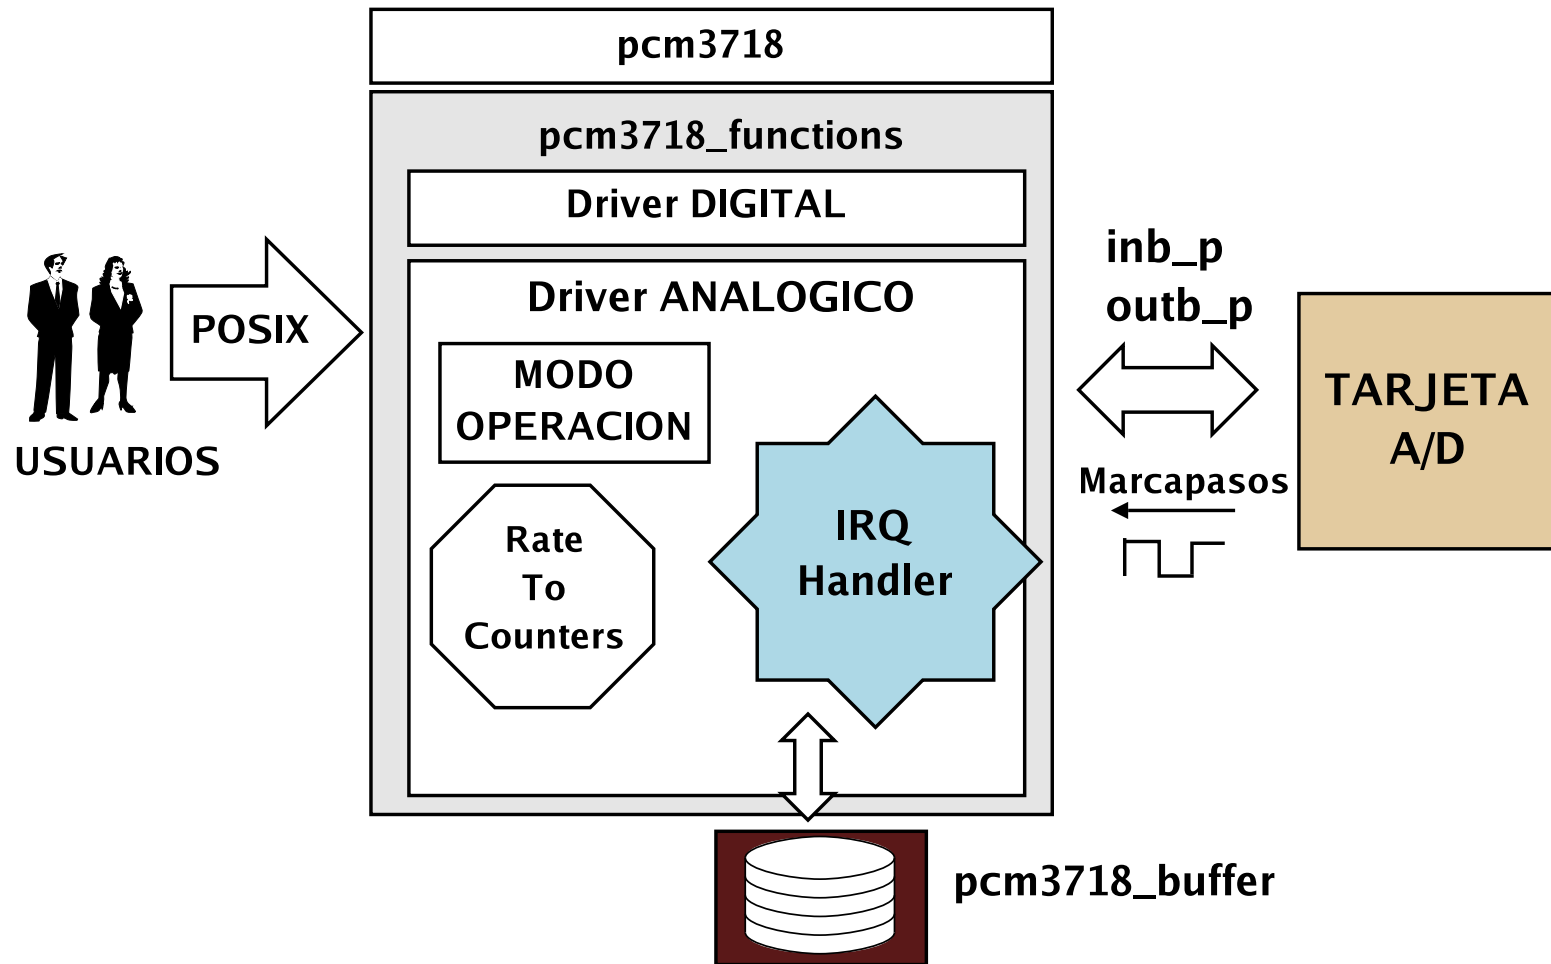 pcm3718
pcm3718_functions
Driver DIGITAL
Driver ANALOGICO
MODO
OPERACION
Rate
To
Counters
IRQ
Handler
POSIX
USUARIOS
inb_p
outb_p
Marcapasos
TARJETA
A/D
pcm3718_buffer